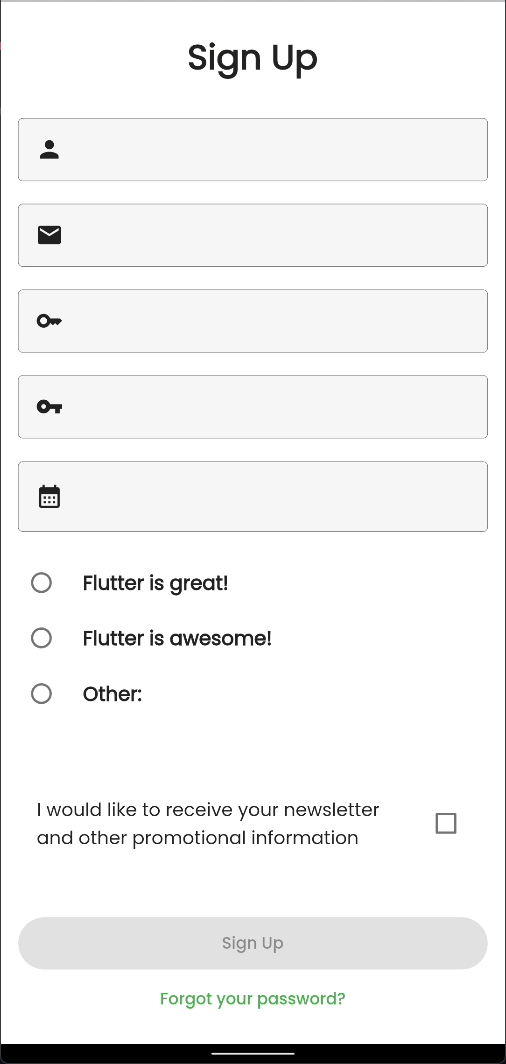 Sign Up
Flutter is great!
Flutter is awesome!
Other:
I would like to receive your newsletter
and other promotional information
Sign Up
Forgot your password?